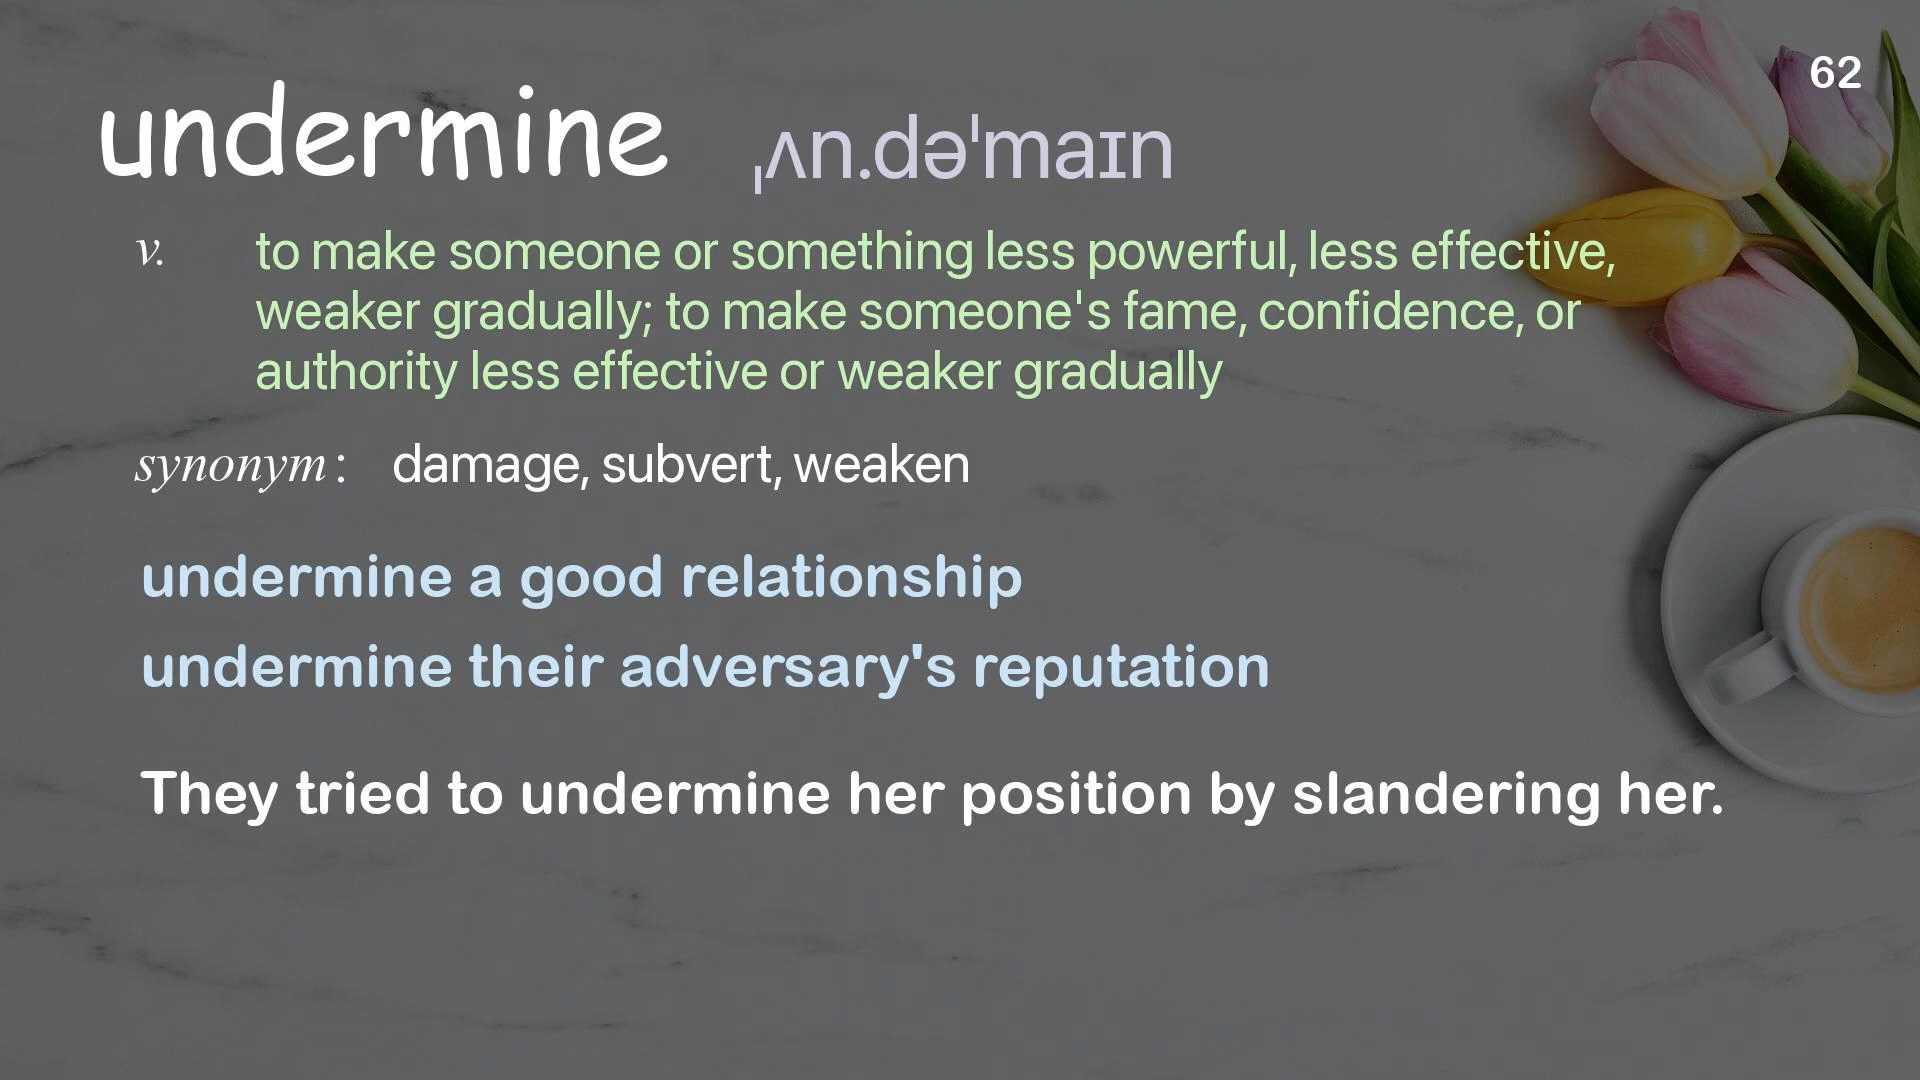 62
undermine ˌʌn.dəˈmaɪn
v. to make someone or something less powerful, less effective,
weaker gradually; to make someone's fame, confidence, or
authority less effective or weaker gradually
synonym: damage, subvert, weaken
undermine a good relationship
undermine their adversary's reputation
They tried to undermine her position by slandering her.